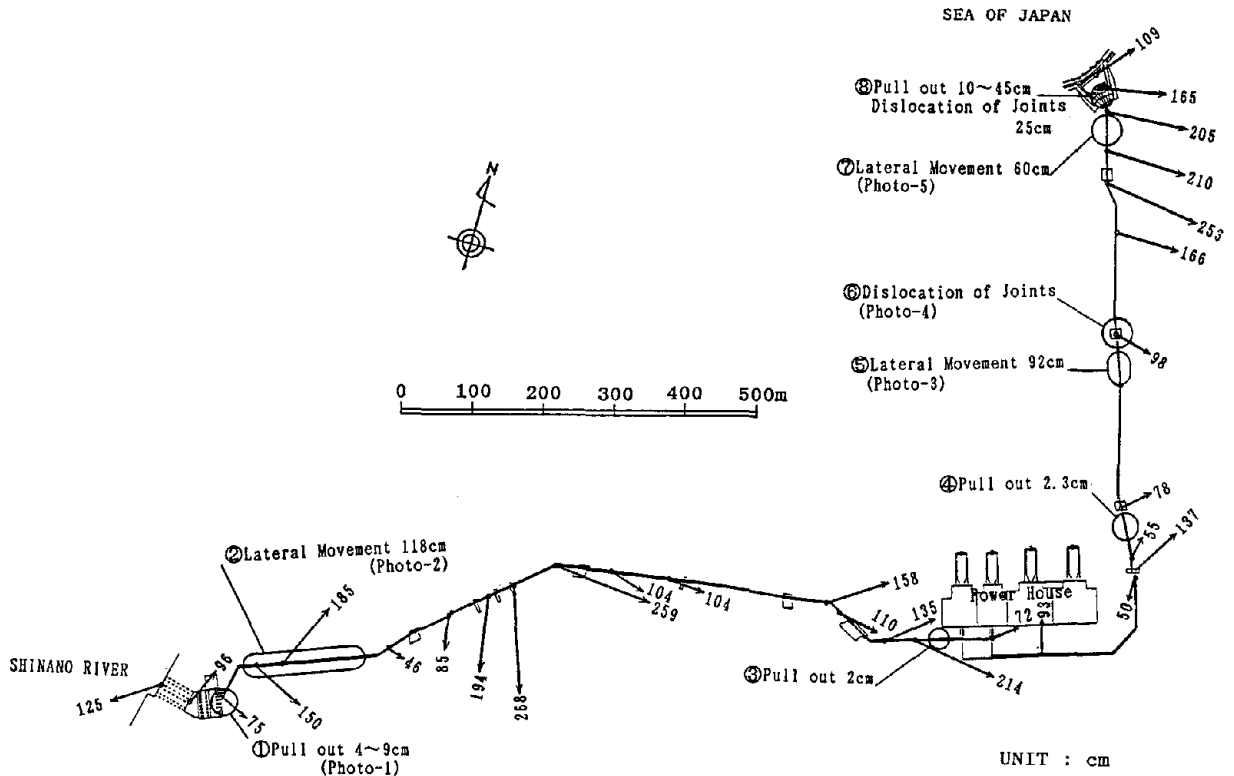 SEA OF JAPAN
109
⑧Pull out 10～45cm
Dislocation of Joints
25cm
165
205
⑦Lateral Movement 60cm
(Photo-5)
210
253
166
N
⑥Dislocation of Joints
(Photo-4)
98
⑤Lateral Movement 92cm
(Photo-3)
0 100 200 300 400 500m
④Pull out 2.3cm
78
55
137
②Lateral Movement 118cm
(Photo-2)
185
104
259
104
158
110
135
Power House
72
93
50
SHINANO RIVER
96
125
75
150
46
85
194
268
③Pull out 2cm
214
①Pull out 4～9cm
(Photo-1)
UNIT : cm